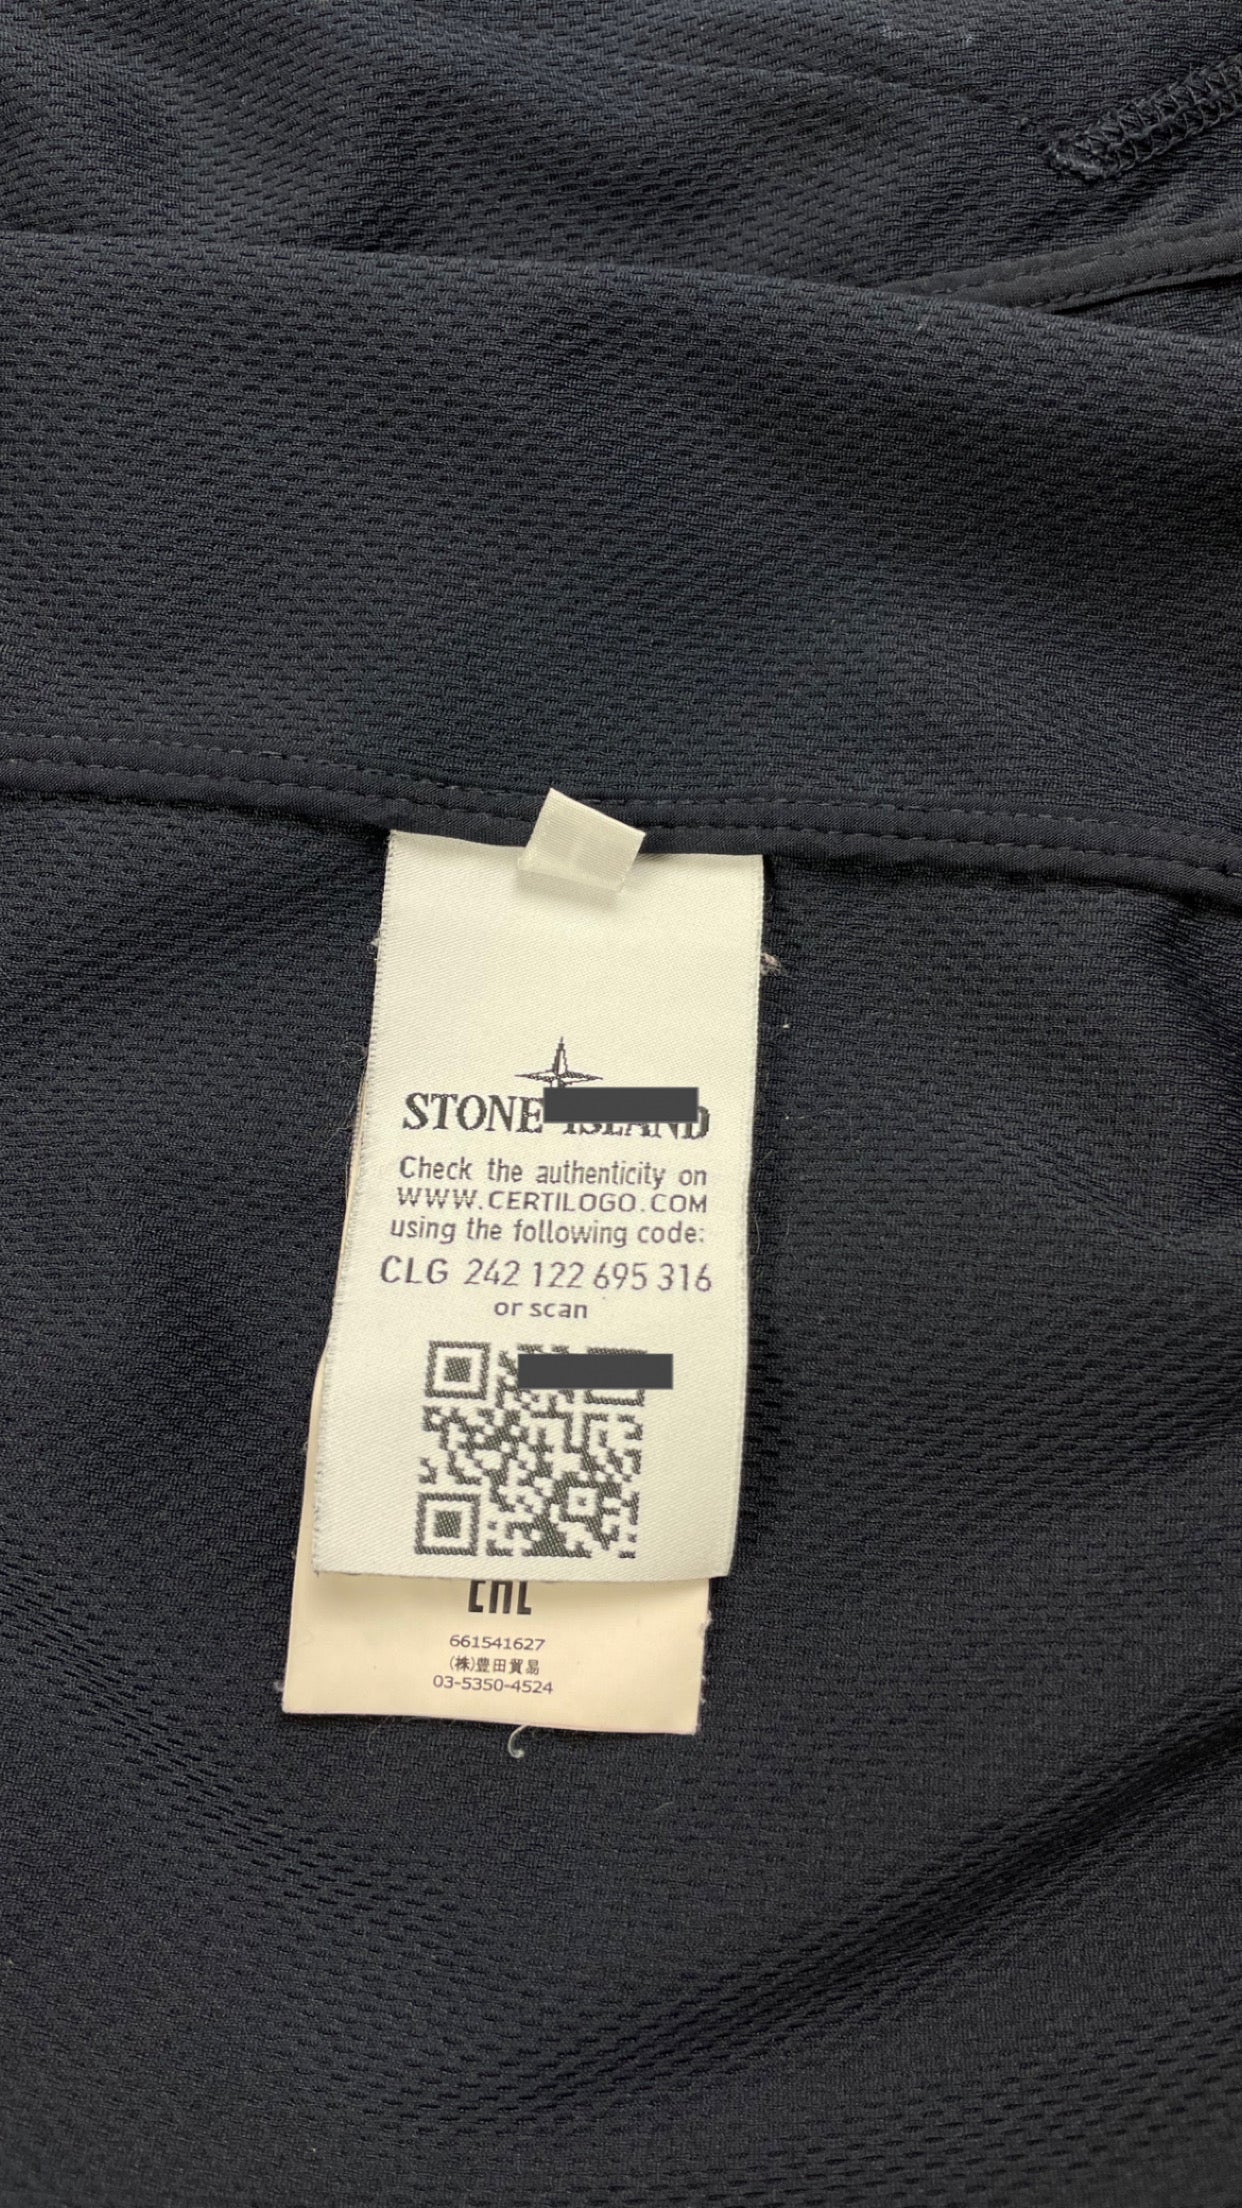 STONE ISLAND
Check the authenticity on
WWW.CERTILOGO.COM
using the following code:
CLG 242 122 695 316
or scan
661541627
(株)豊田貿易
03-5350-4524